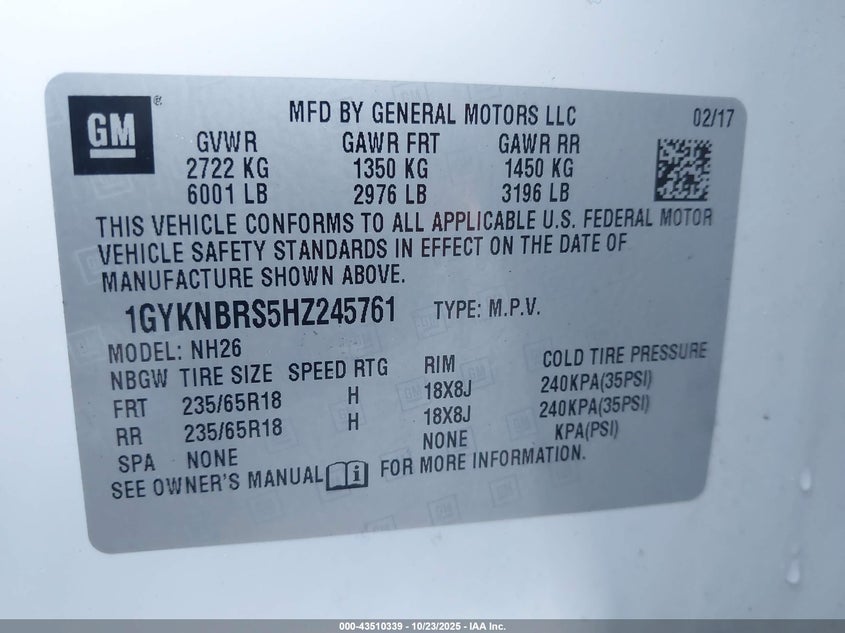 GM
MFD BY GENERAL MOTORS LLC 02/17
GVWR GAWR FRT GAWR RR
2722 KG 1350 KG 1450 KG
6001 LB 2976 LB 3196 LB
THIS VEHICLE CONFORMS TO ALL APPLICABLE U.S. FEDERAL MOTOR
VEHICLE SAFETY STANDARDS IN EFFECT ON THE DATE OF
MANUFACTURE SHOWN ABOVE.
1GYKNBRS5HZ245761 TYPE: M.P.V.
MODEL: NH26
NBGW TIRE SIZE SPEED RTG RIM COLD TIRE PRESSURE
FRT 235/65R18 H 18X8J 240KPA(35PSI)
RR 235/65R18 H 18X8J 240KPA(35PSI)
SPA NONE NONE KPA(PSI)
SEE OWNER'S MANUAL FOR MORE INFORMATION.
000-43510339 - 10/23/2025 - IAA Inc.